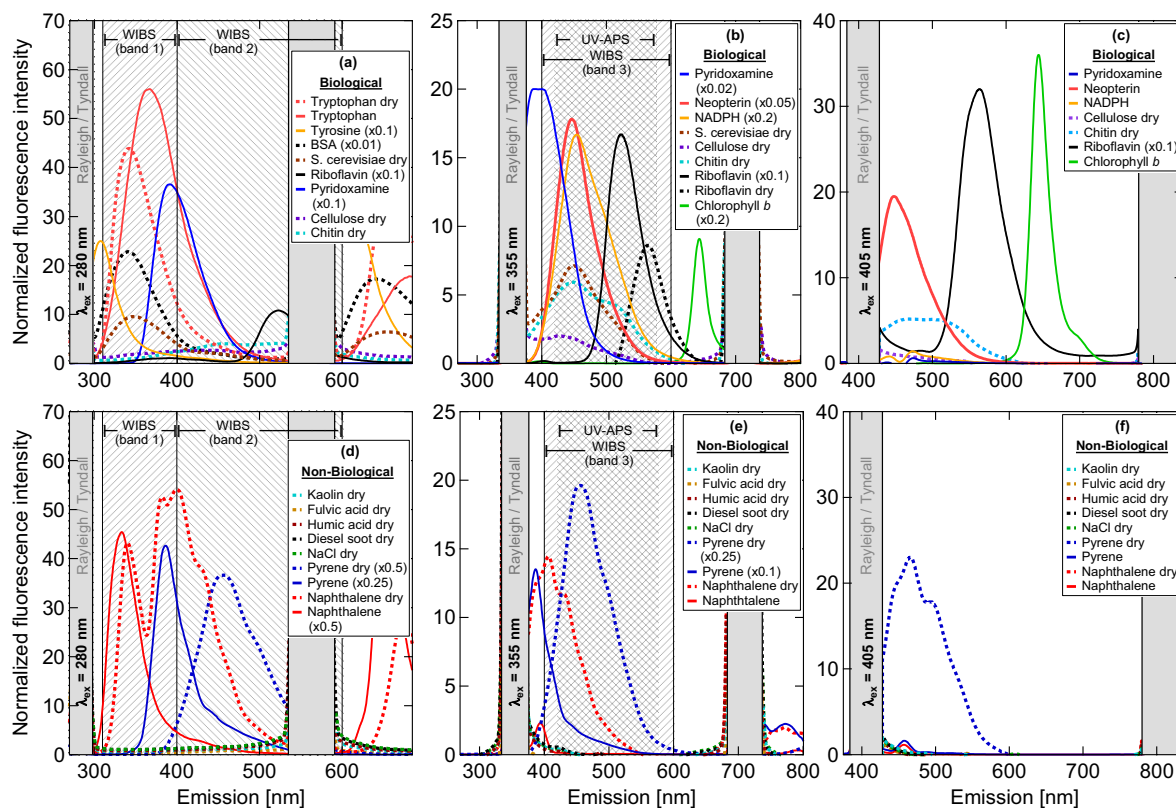 WIBS
(band 1)
WIBS
(band 2)
(a)
Biological
Tryptophan dry
Tryptophan
Tyrosine (x0.1)
BSA (x0.01)
S. cerevisiae dry
Riboflavin (x0.1)
Pyridoxamine
(x0.1)
Cellulose dry
Chitin dry
Rayleigh / Tyndall
λex = 280 nm
Normalized fluorescence intensity
70
60
50
40
30
20
10
0
300
400
500
600
UV-APS
WIBS
(band 3)
(b)
Biological
Pyridoxamine
(x0.02)
Neopterin (x0.05)
NADPH (x0.2)
S. cerevisiae dry
Cellulose dry
Chitin dry
Riboflavin (x0.1)
Riboflavin dry
Chlorophyll b
(x0.2)
Rayleigh / Tyndall
λex = 355 nm
25
20
15
10
5
0
300
400
500
600
700
800
(c)
Biological
Pyridoxamine
Neopterin
NADPH
Cellulose dry
Chitin dry
Riboflavin (x0.1)
Chlorophyll b
Rayleigh / Tyndall
λex = 405 nm
40
30
20
10
0
400
500
600
700
800
WIBS
(band 1)
WIBS
(band 2)
(d)
Non-Biological
Kaolin dry
Fulvic acid dry
Humic acid dry
Diesel soot dry
NaCl dry
Pyrene dry (x0.5)
Pyrene (x0.25)
Naphthalene dry
Naphthalene
(x0.5)
Rayleigh / Tyndall
λex = 280 nm
Normalized fluorescence intensity
70
60
50
40
30
20
10
0
300
400
500
600
Emission [nm]
UV-APS
WIBS
(band 3)
(e)
Non-Biological
Kaolin dry
Fulvic acid dry
Humic acid dry
Diesel soot dry
NaCl dry
Pyrene dry
(x0.25)
Pyrene (x0.1)
Naphthalene dry
Naphthalene
Rayleigh / Tyndall
λex = 355 nm
25
20
15
10
5
0
300
400
500
600
700
800
Emission [nm]
(f)
Non-Biological
Kaolin dry
Fulvic acid dry
Humic acid dry
Diesel soot dry
NaCl dry
Pyrene dry
Pyrene
Naphthalene dry
Naphthalene
Rayleigh / Tyndall
λex = 405 nm
40
30
20
10
0
400
500
600
700
800
Emission [nm]